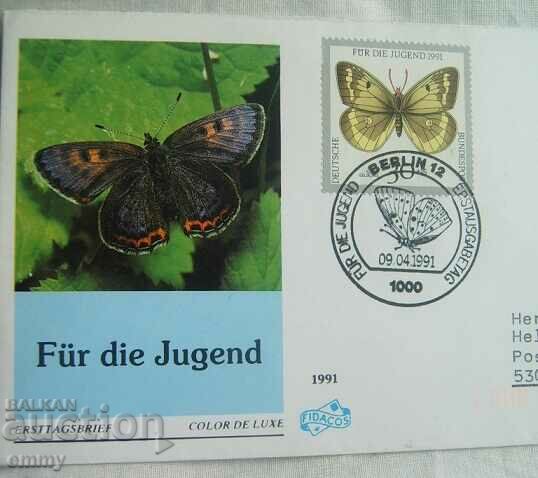 FÜR DIE JUGEND 1991
DEUTSCHE
BUNDESPOST
BERLIN 12
FÜR DIE JUGEND
ERSTAUSGABETAG
09.04.1991
1000
Für die Jugend
1991
ERSTTAGSBRIEF
COLOR DE LUXE
FIDACOS
Her
Hel
Pos
530
BALKAN
AUCTION
emmy